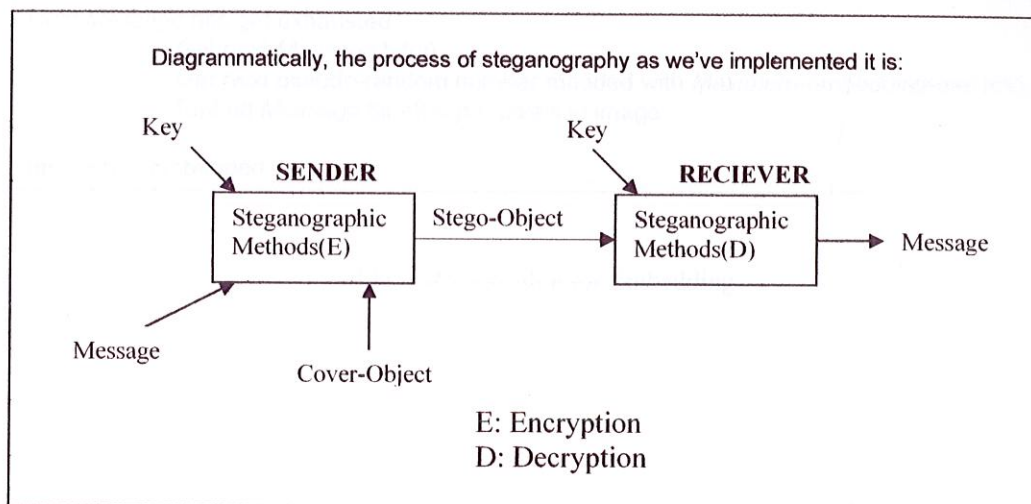 Diagrammatically, the process of steganography as we've implemented it is:
Key
Key
SENDER
RECIEVER
Steganographic
Methods(E)
Stego-Object
Steganographic
Methods(D)
Message
Message
Cover-Object
E: Encryption
D: Decryption